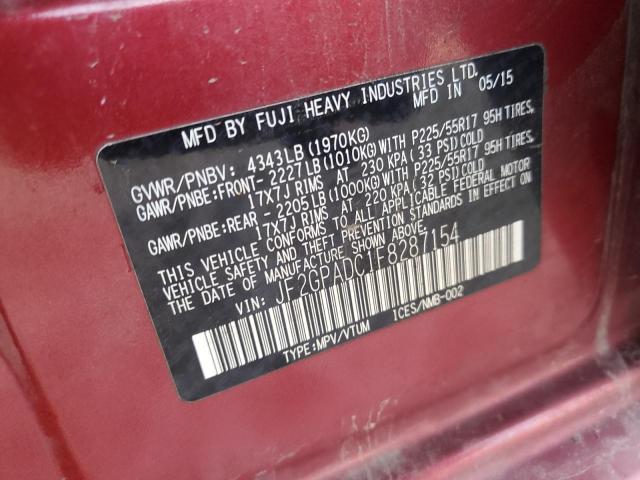 MFD BY FUJI HEAVY INDUSTRIES LTD.
MFD IN 05/15
GVWR/PNBV: 4343LB (1970KG)
GAWR/PNBE:FRONT- 2227LB(1010KG)WITH P225/55R17 95H TIRES.
17X7J RIMS AT 230 KPA (33 PSI)COLD
GAWR/PNBE:REAR - 2205LB(1000KG)WITH P225/55R17 95H TIRES.
17X7J RIMS AT 220 KPA (32 PSI)COLD
THIS VEHICLE CONFORMS TO ALL APPLICABLE FEDERAL MOTOR
VEHICLE SAFETY AND THEFT PREVENTION STANDARDS IN EFFECT ON
THE DATE OF MANUFACTURE SHOWN ABOVE.
VIN: JF2GPADC1F8287154
TYPE:MPV/VTUM ICES/NMB-002